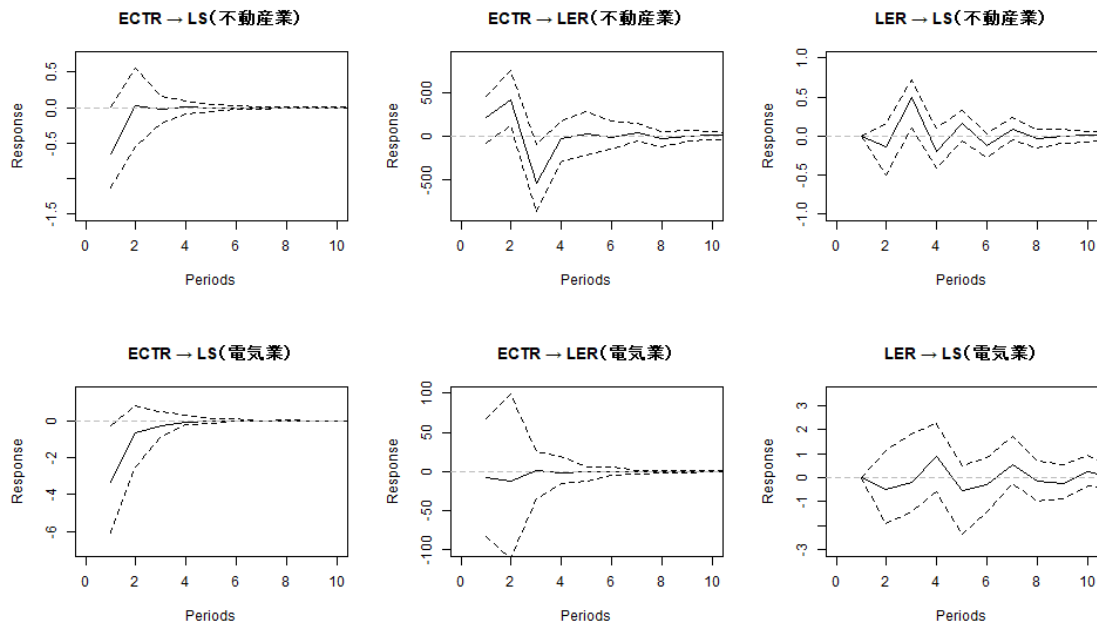 ECTR → LS(不動産業)
Response
0.5
0.0
-0.5
-1.5
0 2 4 6 8 10
Periods
ECTR → LER(不動産業)
Response
500
0
-500
0 2 4 6 8 10
Periods
LER → LS(不動産業)
Response
1.0
0.5
0.0
-0.5
-1.0
0 2 4 6 8 10
Periods
ECTR → LS(電気業)
Response
0
-2
-4
-6
0 2 4 6 8 10
Periods
ECTR → LER(電気業)
Response
100
50
0
-50
-100
0 2 4 6 8 10
Periods
LER → LS(電気業)
Response
3
2
1
0
-1
-3
0 2 4 6 8 10
Periods